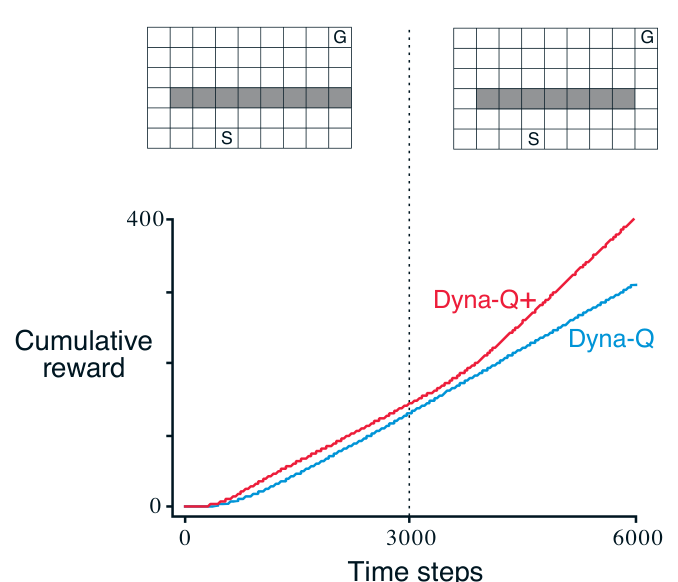 G
G
S
S
400
Dyna-Q+
Dyna-Q
Cumulative
reward
0
0
3000
6000
Time steps